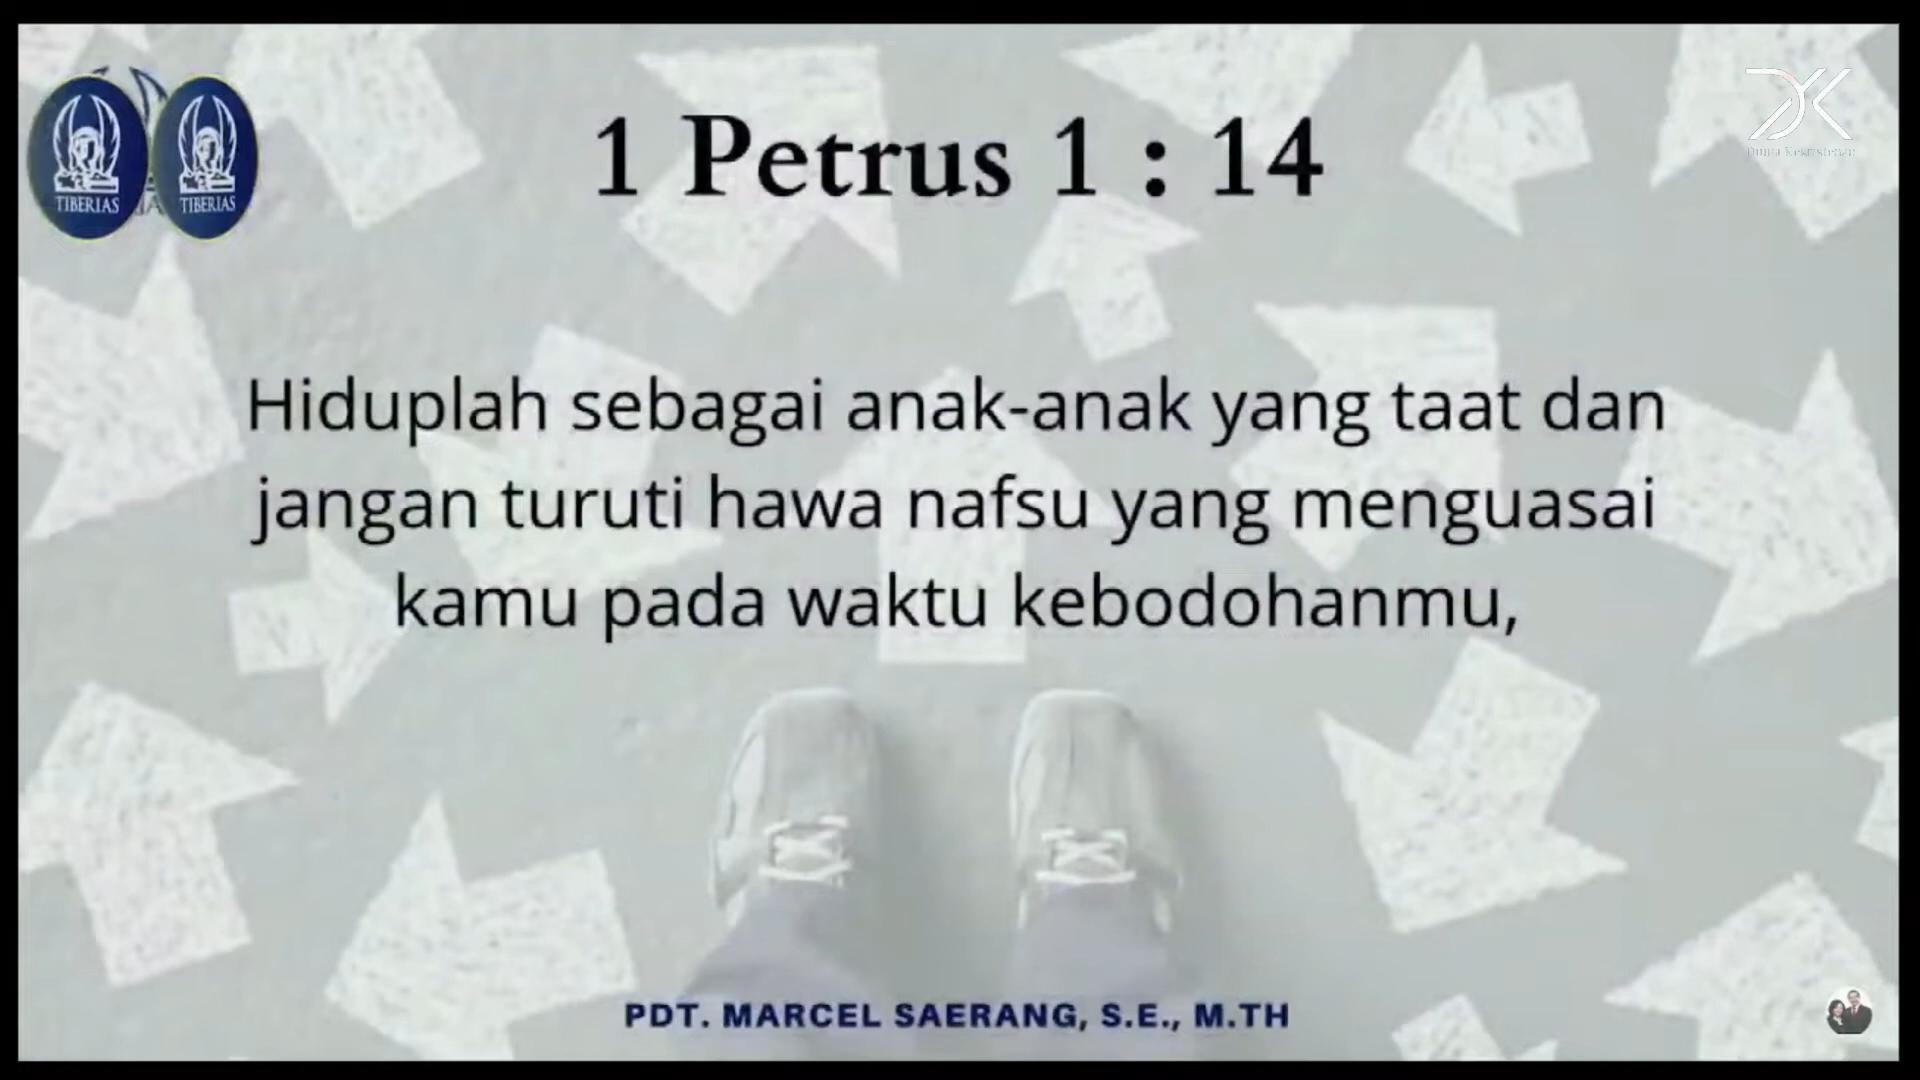 TIBERIAS
TIBERIAS
1 Petrus 1 : 14
Hiduplah sebagai anak-anak yang taat dan
jangan turuti hawa nafsu yang menguasai
kamu pada waktu kebodohanmu,
PDT. MARCEL SAERANG, S.E., M.TH